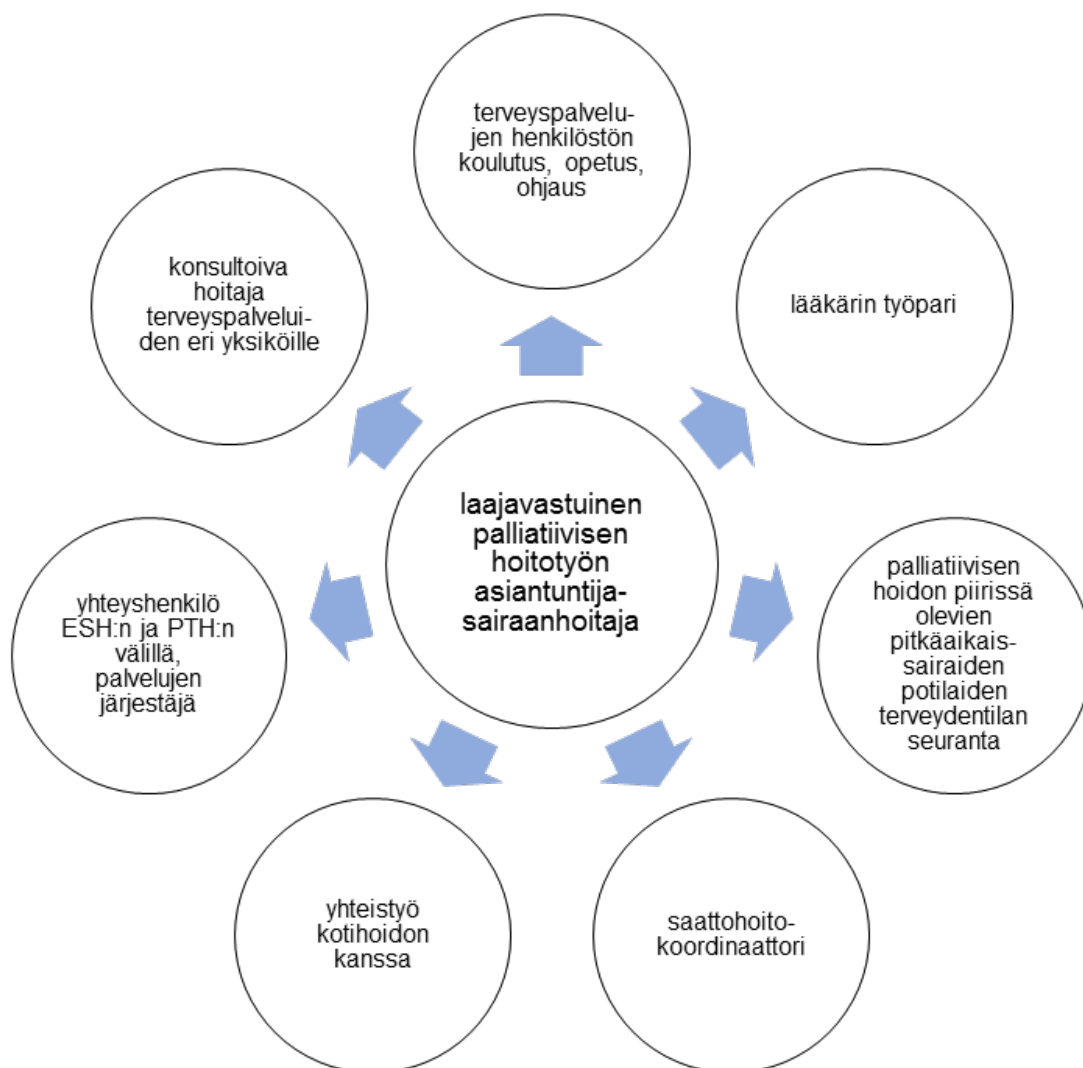 terveyspalvelu-
jen henkilöstön
koulutus, opetus,
ohjaus
lääkärin työpari
palliatiivisen
hoidon piirissä
olevien
pitkäaikais-
sairaiden
potilaiden
terveydentilan
seuranta
saattohoito-
koordinaattori
yhteistyö
kotihoidon
kanssa
yhteyshenkilö
ESH:n ja PTH:n
välillä,
palvelujen
järjestäjä
konsultoiva
hoitaja
terveyspalvelui-
den eri yksiköille
laajavastuinen
palliatiivisen
hoitotyön
asiantuntija-
sairaanhoitaja